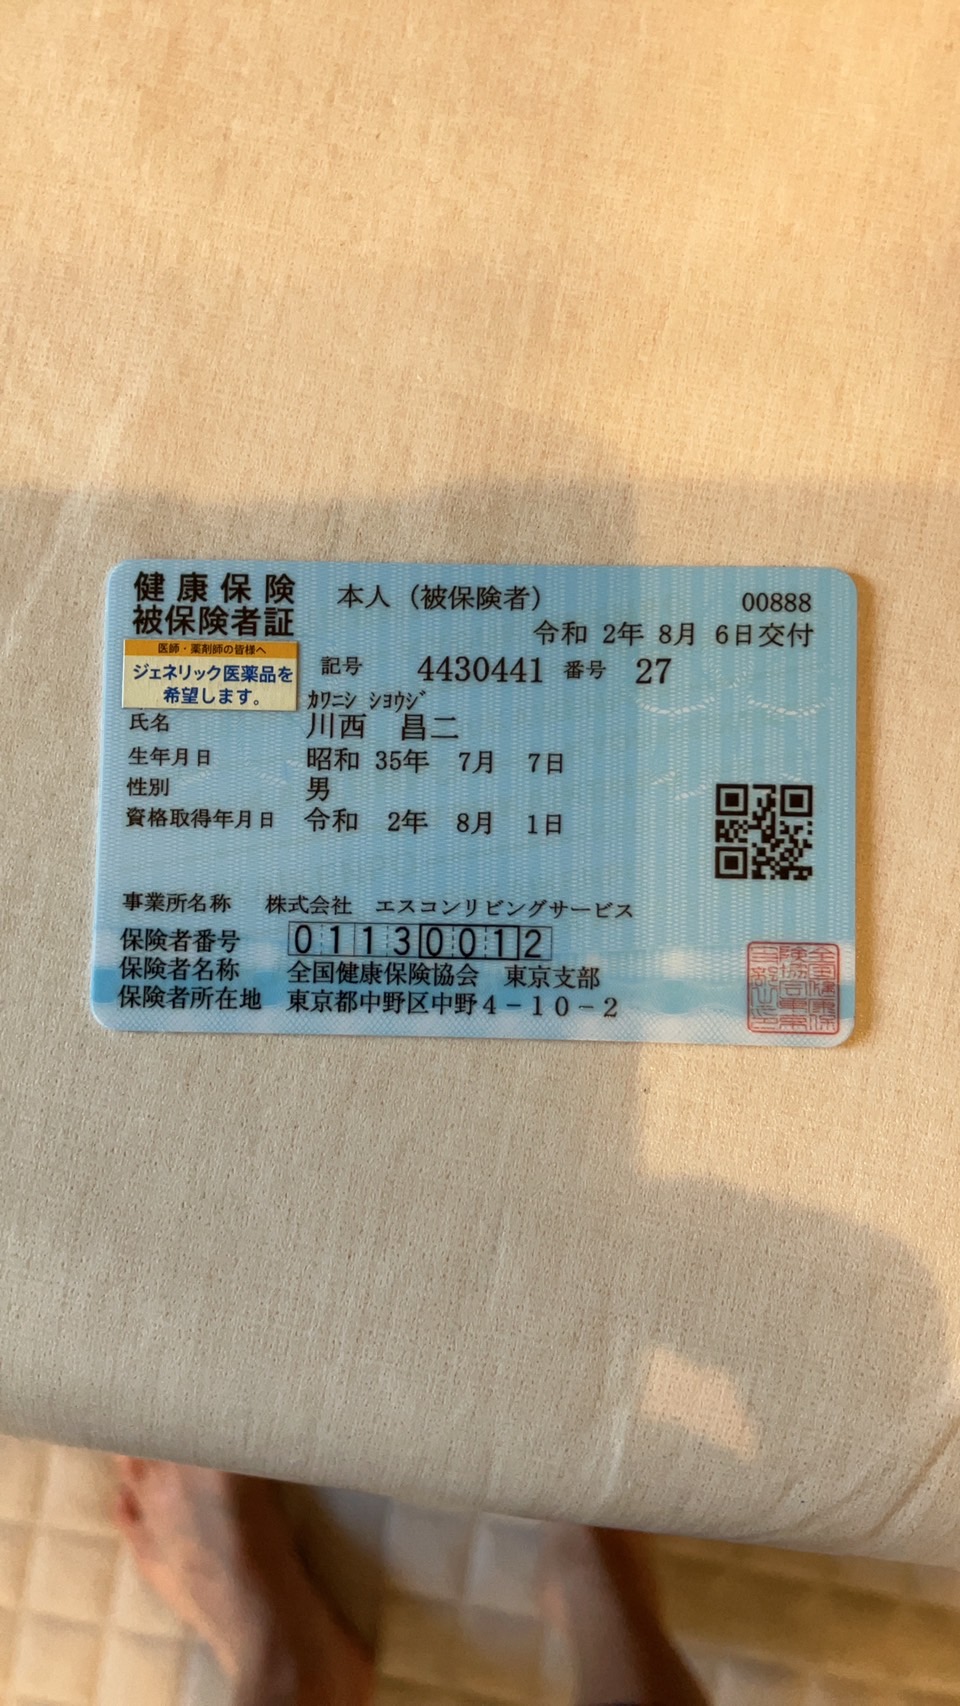 健康保険
被保険者証
本人（被保険者）
00888
令和 2年 8月 6日交付
医師・薬剤師の皆様へ
ジェネリック医薬品を
希望します。
記号 4430441 番号 27
ｶﾜﾆｼ ｼﾖｳｼﾞ
氏名 川西 昌二
生年月日 昭和 35年 7月 7日
性別 男
資格取得年月日 令和 2年 8月 1日
事業所名称 株式会社 エスコンリビングサービス
保険者番号 01130012
保険者名称 全国健康保険協会 東京支部
保険者所在地 東京都中野区中野４－１０－２